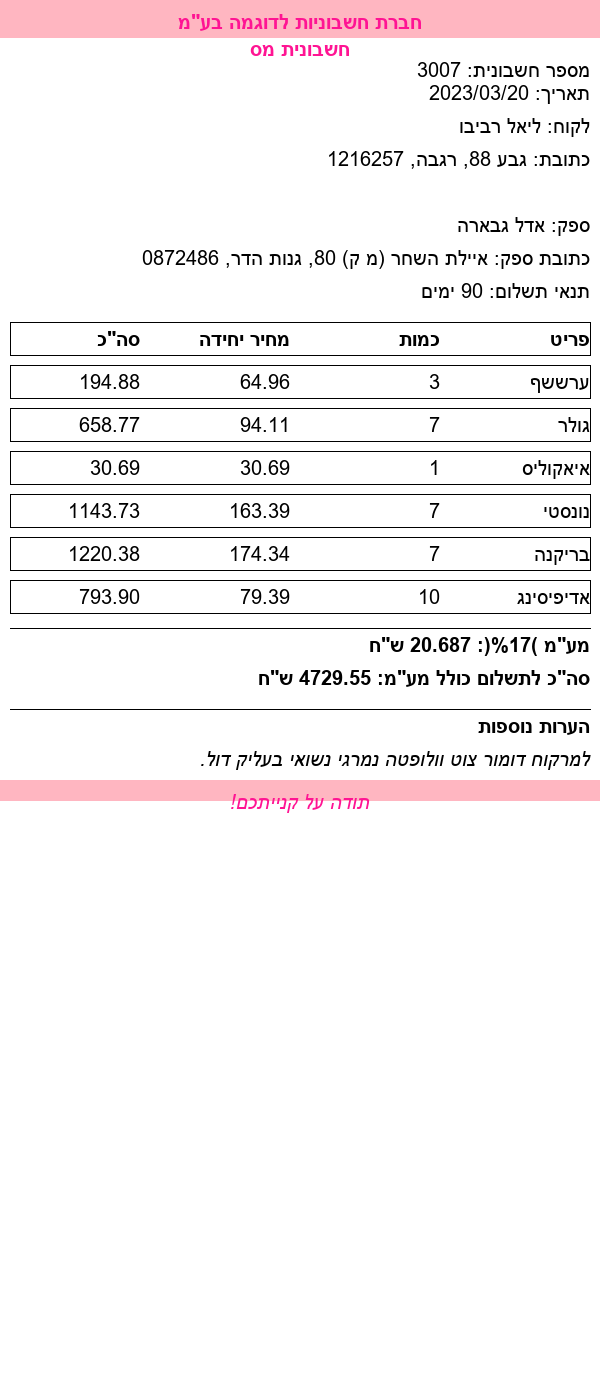 חברת חשבוניות לדוגמה בע"מ
חשבונית מס
מספר חשבונית: 3007
תאריך: 2023/03/20
לקוח: ליאל רביבו
כתובת: גבע 88, רגבה, 1216257
ספק: אדל גבארה
כתובת ספק: איילת השחר (מ ק) 80, גנות הדר, 0872486
תנאי תשלום: 90 ימים
פריט כמות מחיר יחידה סה"כ
ערששף 3 64.96 194.88
גולר 7 94.11 658.77
איאקוליס 1 30.69 30.69
נונסטי 7 163.39 1143.73
בריקנה 7 174.34 1220.38
אדיפיסינג 10 79.39 793.90
מע"מ )17%(: 20.687 ש"ח
סה"כ לתשלום כולל מע"מ: 4729.55 ש"ח
הערות נוספות
למרקוח דומור צוט וולופטה נמרגי נשואי בעליק דול.
תודה על קנייתכם!